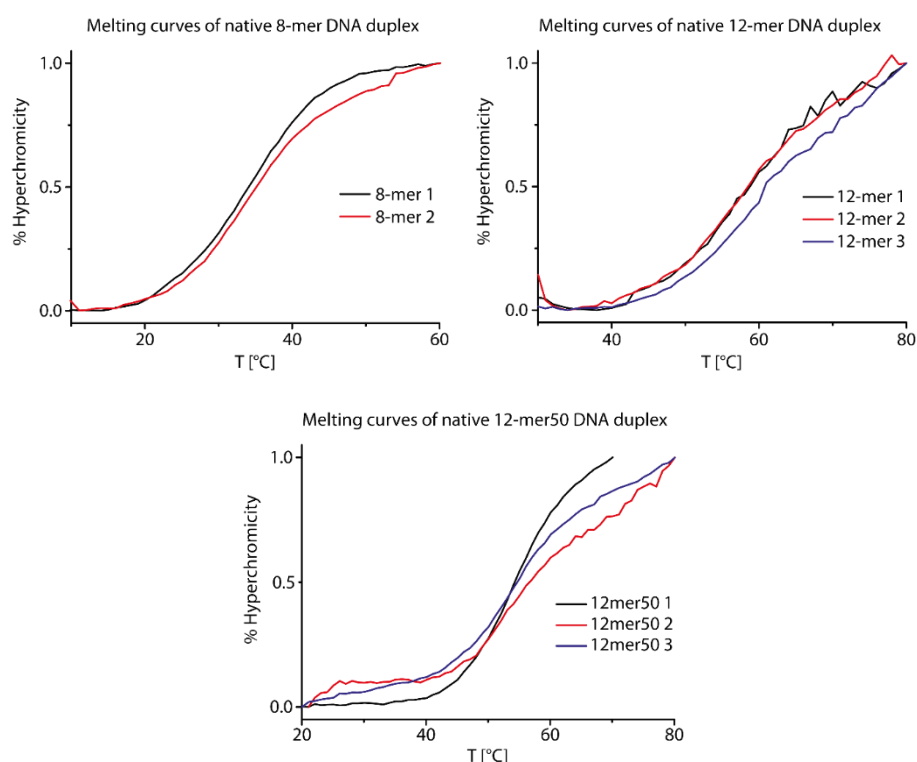 Melting curves of native 8-mer DNA duplex
1.0
0.5
0.0
% Hyperchromicity
8-mer 1
8-mer 2
20
40
60
T [°C]
Melting curves of native 12-mer DNA duplex
1.0
0.5
0.0
% Hyperchromicity
12-mer 1
12-mer 2
12-mer 3
40
60
80
T [°C]
Melting curves of native 12-mer50 DNA duplex
1.0
0.5
0.0
% Hyperchromicity
12mer50 1
12mer50 2
12mer50 3
20
40
60
80
T [°C]